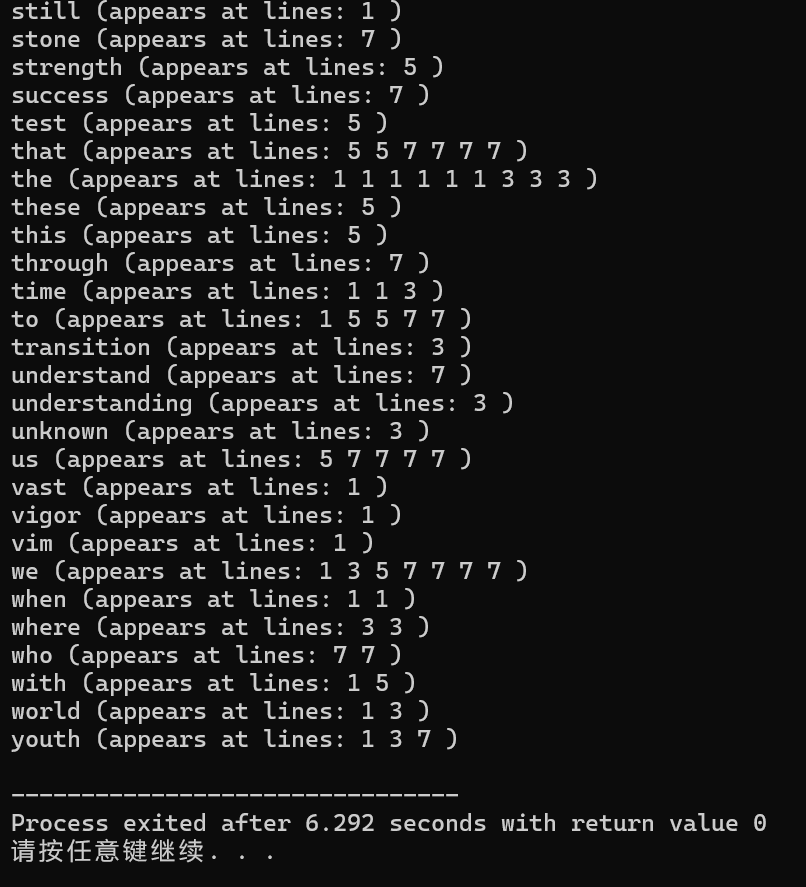 still (appears at lines: 1 )
stone (appears at lines: 7 )
strength (appears at lines: 5 )
success (appears at lines: 7 )
test (appears at lines: 5 )
that (appears at lines: 5 5 7 7 7 7 )
the (appears at lines: 1 1 1 1 1 1 3 3 3 )
these (appears at lines: 5 )
this (appears at lines: 5 )
through (appears at lines: 7 )
time (appears at lines: 1 1 3 )
to (appears at lines: 1 5 5 7 7 )
transition (appears at lines: 3 )
understand (appears at lines: 7 )
understanding (appears at lines: 3 )
unknown (appears at lines: 3 )
us (appears at lines: 5 7 7 7 7 )
vast (appears at lines: 1 )
vigor (appears at lines: 1 )
vim (appears at lines: 1 )
we (appears at lines: 1 3 5 7 7 7 7 )
when (appears at lines: 1 1 )
where (appears at lines: 3 3 )
who (appears at lines: 7 7 )
with (appears at lines: 1 5 )
world (appears at lines: 1 3 )
youth (appears at lines: 1 3 7 )
--------------------------------
Process exited after 6.292 seconds with return value 0
请按任意键继续. . .